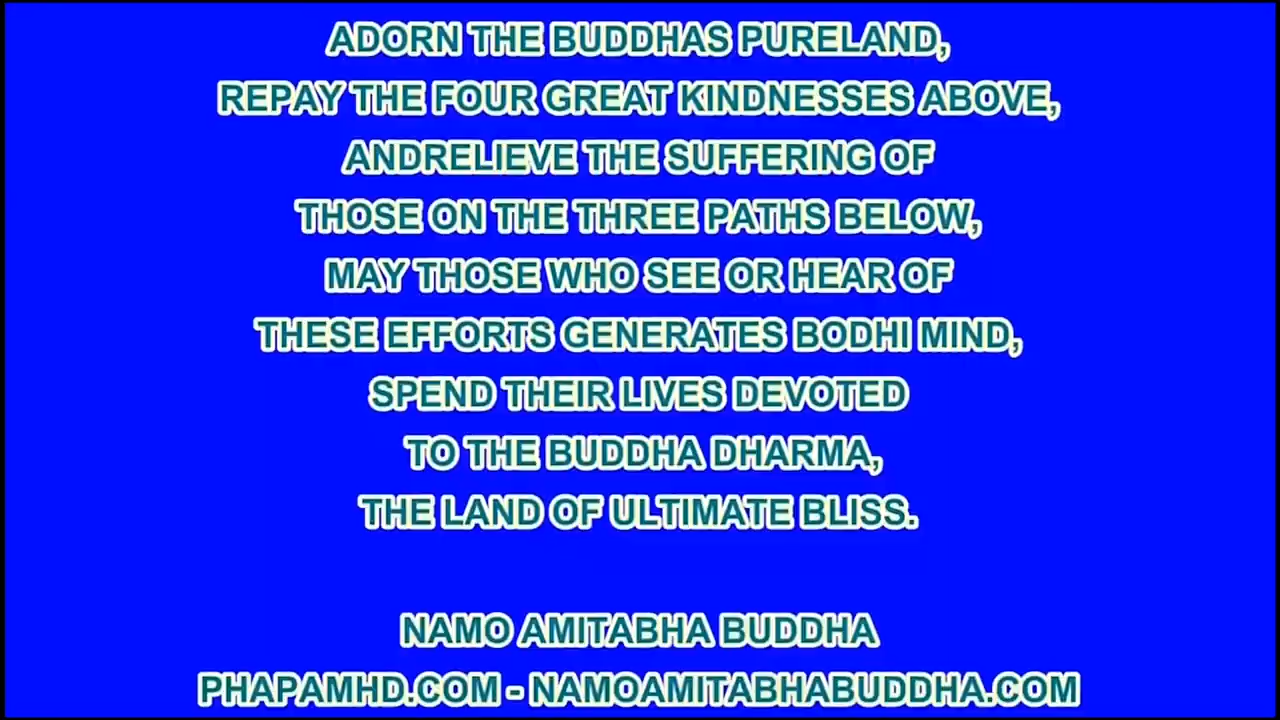 ADORN THE BUDDHAS PURELAND,
REPAY THE FOUR GREAT KINDNESSES ABOVE,
ANDRELIEVE THE SUFFERING OF
THOSE ON THE THREE PATHS BELOW,
MAY THOSE WHO SEE OR HEAR OF
THESE EFFORTS GENERATES BODHI MIND,
SPEND THEIR LIVES DEVOTED
TO THE BUDDHA DHARMA,
THE LAND OF ULTIMATE BLISS.
NAMO AMITABHA BUDDHA
PHAPAMHD.COM - NAMOAMITABHABUDDHA.COM